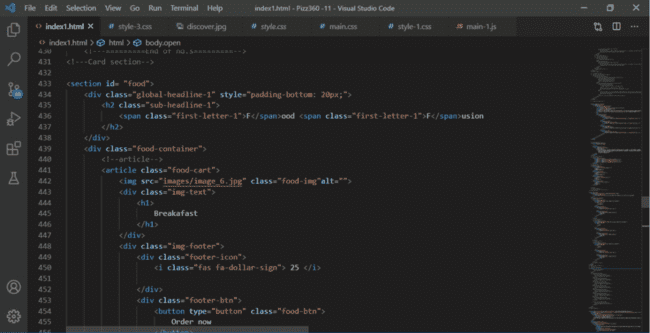 File Edit Selection View Go Run Terminal Help index1.html - Fizz360 -11 - Visual Studio Code
index1.html style-3.css discover.jpg style.css main.css style-1.css main-1.js
index1.html > html > body.open
430
431 <!---Card section-->
432
433 <section id= "food">
434 <div class="global-headline-1" style="padding-bottom: 20px;">
435 <h2 class="sub-headline-1">
436 <span class="first-letter-1">F</span>ood <span class="first-letter-1">F</span>usion
437 </h2>
438 </div>
439 <div class="food-container">
440 <!--article-->
441 <article class="food-cart">
442 <img src="images/image_6.jpg" class="food-img"alt="">
443 <div class="img-text">
444 <h1>
445 Breakafast
446 </h1>
447 </div>
448 <div class="img-footer">
449 <div class="footer-icon">
450 <i class="fas fa-dollar-sign"> 25 </i>
451
452 </div>
453 <div class="footer-btn">
454 <button type="button" class="food-btn">
455 Order now
456 </button>